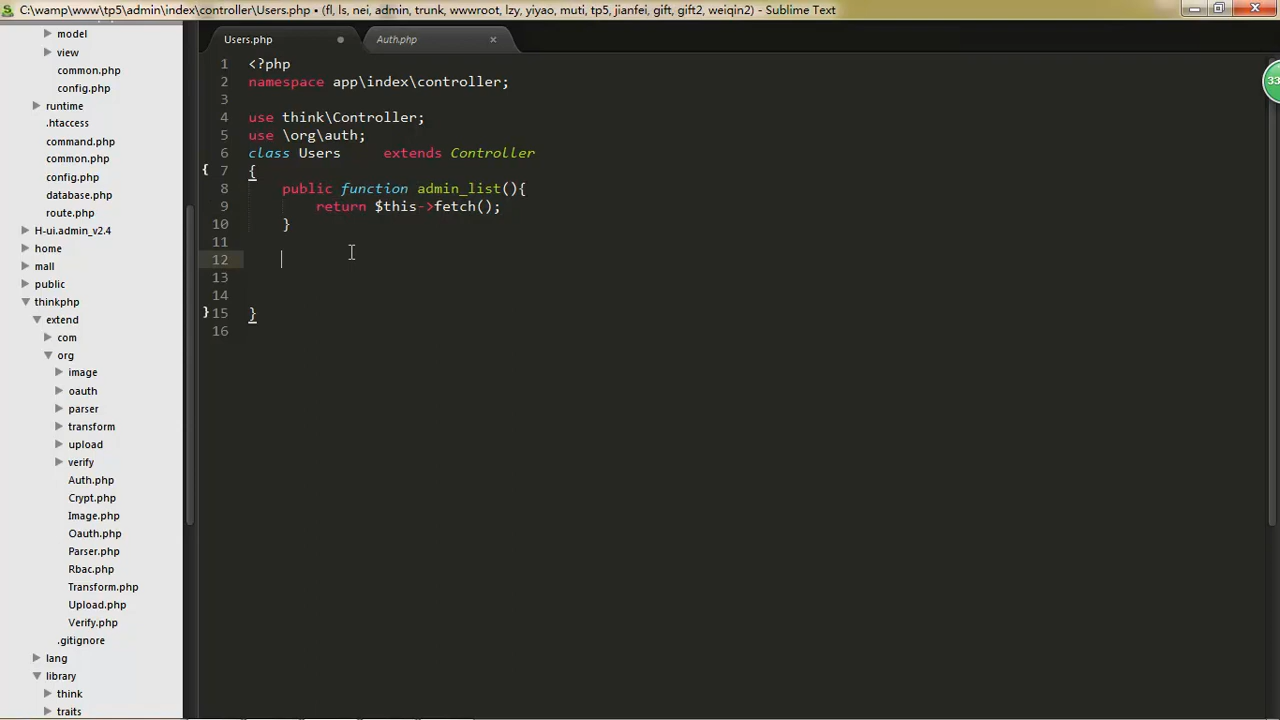 C:\wamp\www\tp5\admin\index\controller\Users.php • (fl, ls, nei, admin, trunk, wwwroot, lzy, yiyao, muti, tp5, jianfei, gift, gift2, weiqin2) - Sublime Text
model
view
common.php
config.php
runtime
.htaccess
command.php
common.php
config.php
database.php
route.php
H-ui.admin_v2.4
home
mall
public
thinkphp
extend
com
org
image
oauth
parser
transform
upload
verify
Auth.php
Crypt.php
Image.php
Oauth.php
Parser.php
Rbac.php
Transform.php
Upload.php
Verify.php
.gitignore
lang
library
think
traits
Users.php
Auth.php
1 <?php
2 namespace app\index\controller;
3
4 use think\Controller;
5 use \org\auth;
6 class Users extends Controller
{ 7 {
8 public function admin_list(){
9 return $this->fetch();
10 }
11
12
13
14
} 15 }
16
33